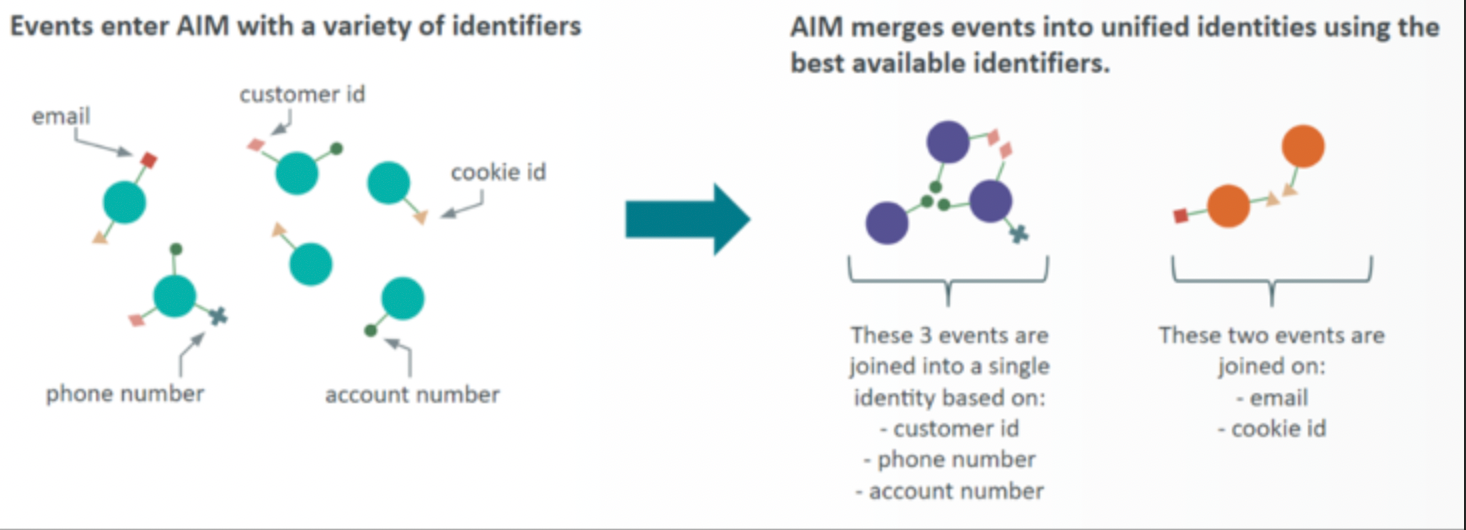 Events enter AIM with a variety of identifiers
email
customer id
cookie id
phone number
account number
AIM merges events into unified identities using the
best available identifiers.
These 3 events are
joined into a single
identity based on:
- customer id
- phone number
- account number
These two events are
joined on:
- email
- cookie id